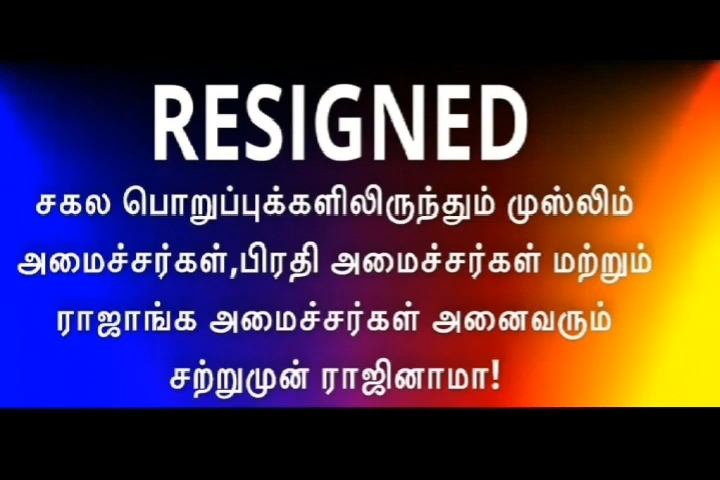 RESIGNED
சகல பொறுப்புக்களிலிருந்தும் முஸ்லிம்
அமைச்சர்கள்,பிரதி அமைச்சர்கள் மற்றும்
ராஜாங்க அமைச்சர்கள் அனைவரும்
சற்றுமுன் ராஜினாமா!